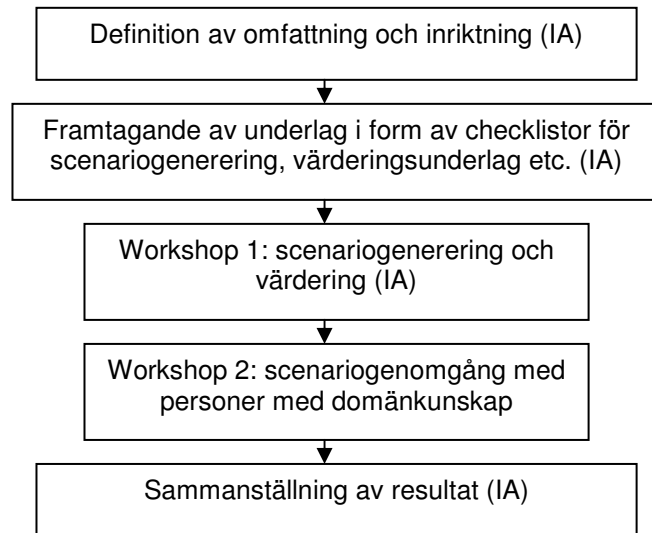 Definition av omfattning och inriktning (IA)
Framtagande av underlag i form av checklistor för
scenariogenerering, värderingsunderlag etc. (IA)
Workshop 1: scenariogenerering och
värdering (IA)
Workshop 2: scenariogenomgång med
personer med domänkunskap
Sammanställning av resultat (IA)